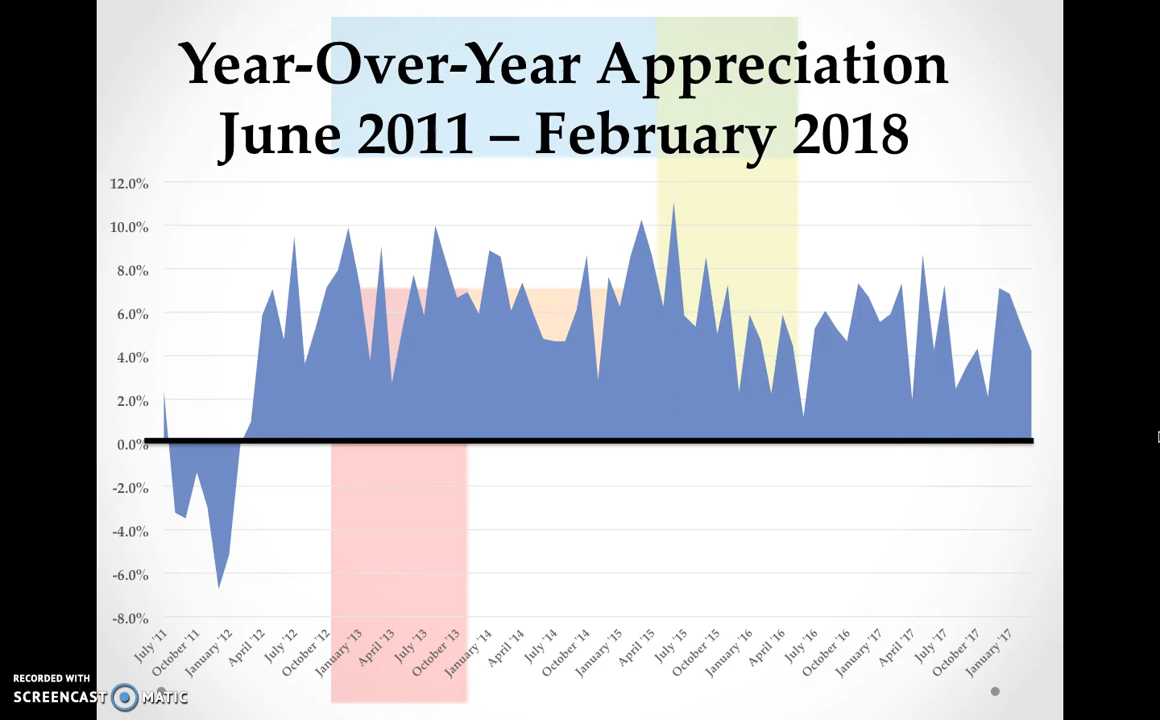 Year-Over-Year Appreciation
June 2011 – February 2018
12.0%
10.0%
8.0%
6.0%
4.0%
2.0%
0.0%
-2.0%
-4.0%
-6.0%
-8.0%
July '11
October '11
January '12
April '12
July '12
October '12
January '13
April '13
July '13
October '13
January '14
April '14
July '14
October '14
January '15
April '15
July '15
October '15
January '16
April '16
July '16
October '16
January '17
April '17
July '17
October '17
January '17
RECORDED WITH
SCREENCAST MATIC